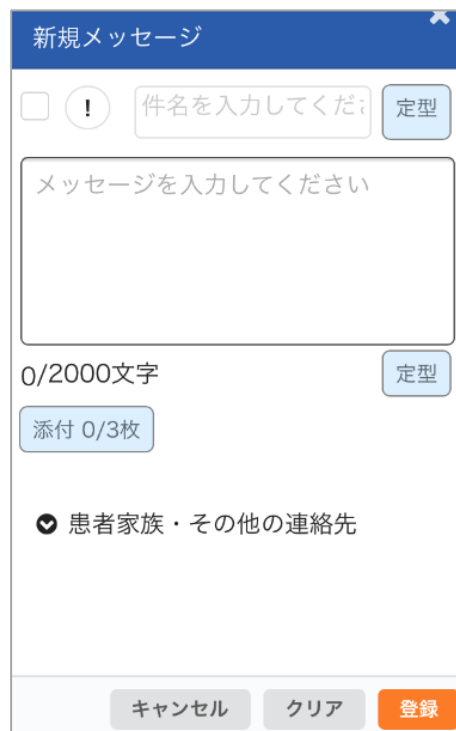 新規メッセージ
! 件名を入力してくださ 定型
メッセージを入力してください
0/2000文字 定型
添付 0/3枚
患者家族・その他の連絡先
キャンセル クリア 登録